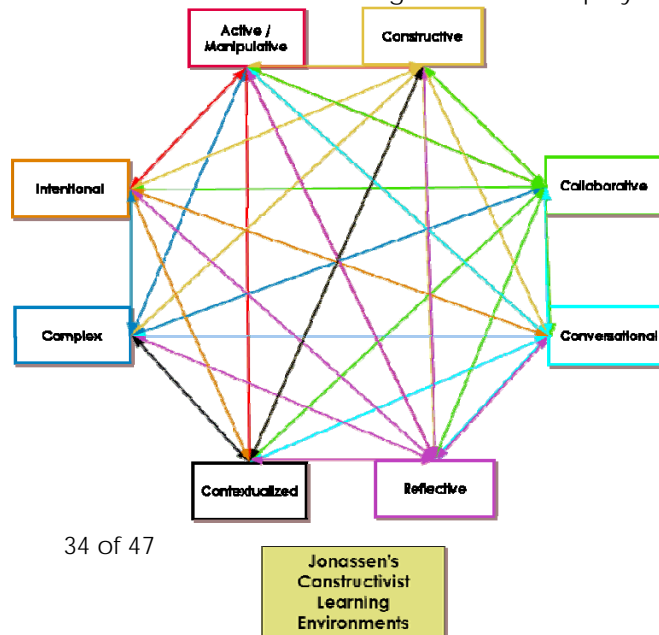 Active /
Manipulative
Constructive
Intentional
Collaborative
Complex
Conversational
Contextualized
Reflective
34 of 47
Jonassen's
Constructivist
Learning
Environments